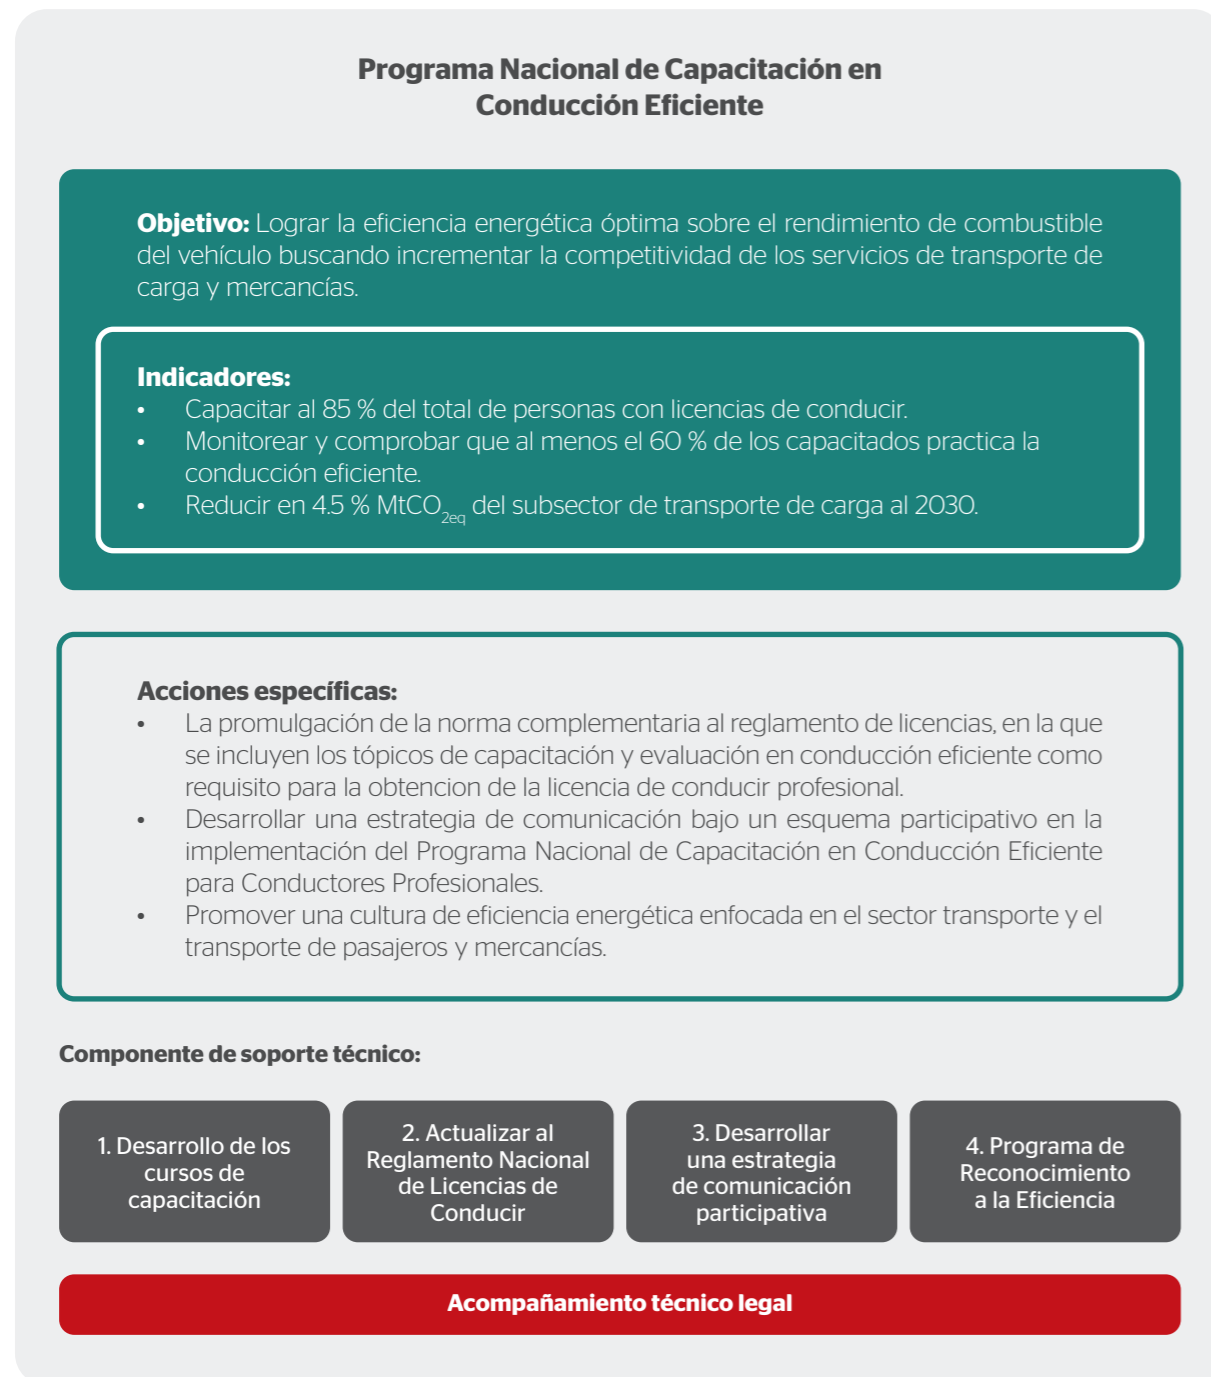 Programa Nacional de Capacitación en
Conducción Eficiente
Objetivo: Lograr la eficiencia energética óptima sobre el rendimiento de combustible
del vehículo buscando incrementar la competitividad de los servicios de transporte de
carga y mercancías.
Indicadores:
• Capacitar al 85 % del total de personas con licencias de conducir.
• Monitorear y comprobar que al menos el 60 % de los capacitados practica la
conducción eficiente.
• Reducir en 4.5 % MtCO2eq del subsector de transporte de carga al 2030.
Acciones específicas:
• La promulgación de la norma complementaria al reglamento de licencias, en la que
se incluyen los tópicos de capacitación y evaluación en conducción eficiente como
requisito para la obtencion de la licencia de conducir profesional.
• Desarrollar una estrategia de comunicación bajo un esquema participativo en la
implementación del Programa Nacional de Capacitación en Conducción Eficiente
para Conductores Profesionales.
• Promover una cultura de eficiencia energética enfocada en el sector transporte y el
transporte de pasajeros y mercancías.
Componente de soporte técnico:
1. Desarrollo de los
cursos de
capacitación
2. Actualizar al
Reglamento Nacional
de Licencias de
Conducir
3. Desarrollar
una estrategia
de comunicación
participativa
4. Programa de
Reconocimiento
a la Eficiencia
Acompañamiento técnico legal